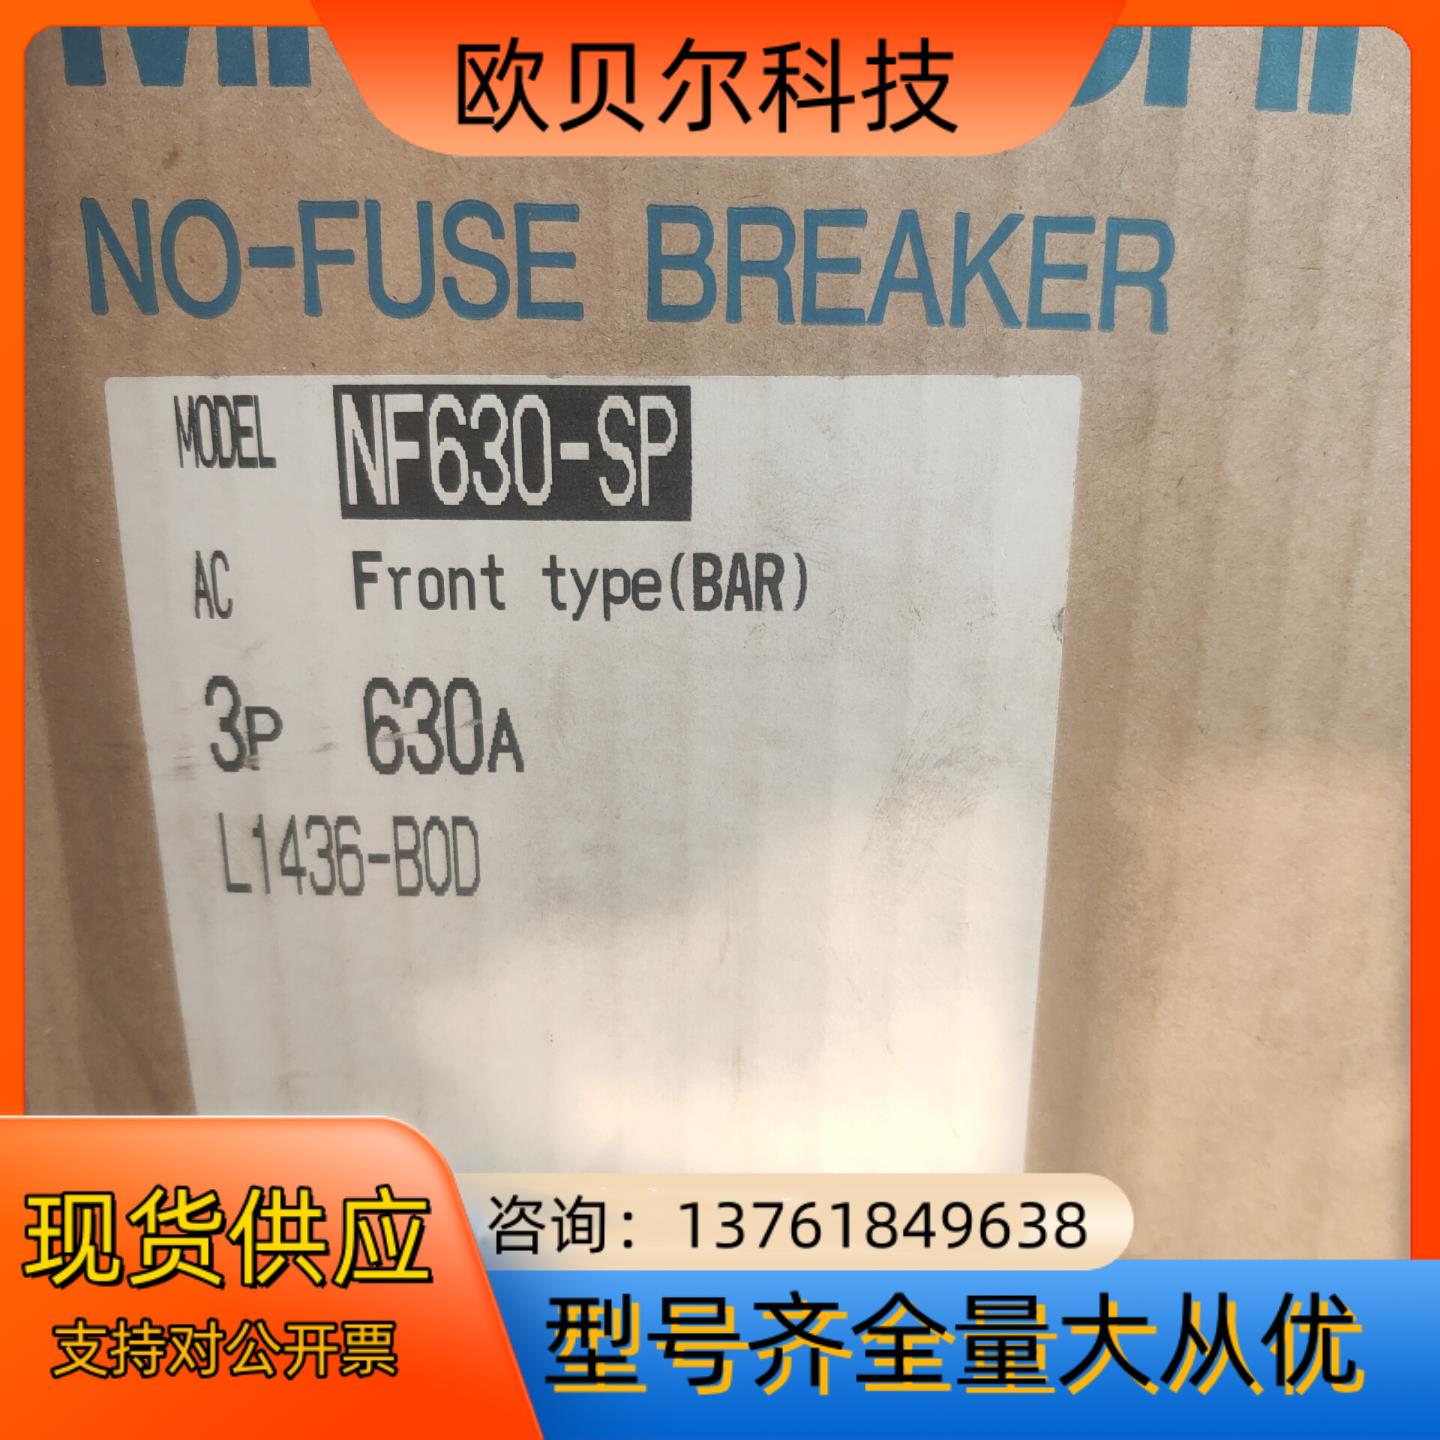 欧贝尔科技
NO-FUSE BREAKER
MODEL NF630-SP
AC Front type(BAR)
3P 630A
L1436-BOD
现货供应
支持对公开票
咨询：13761849638
型号齐全量大从优